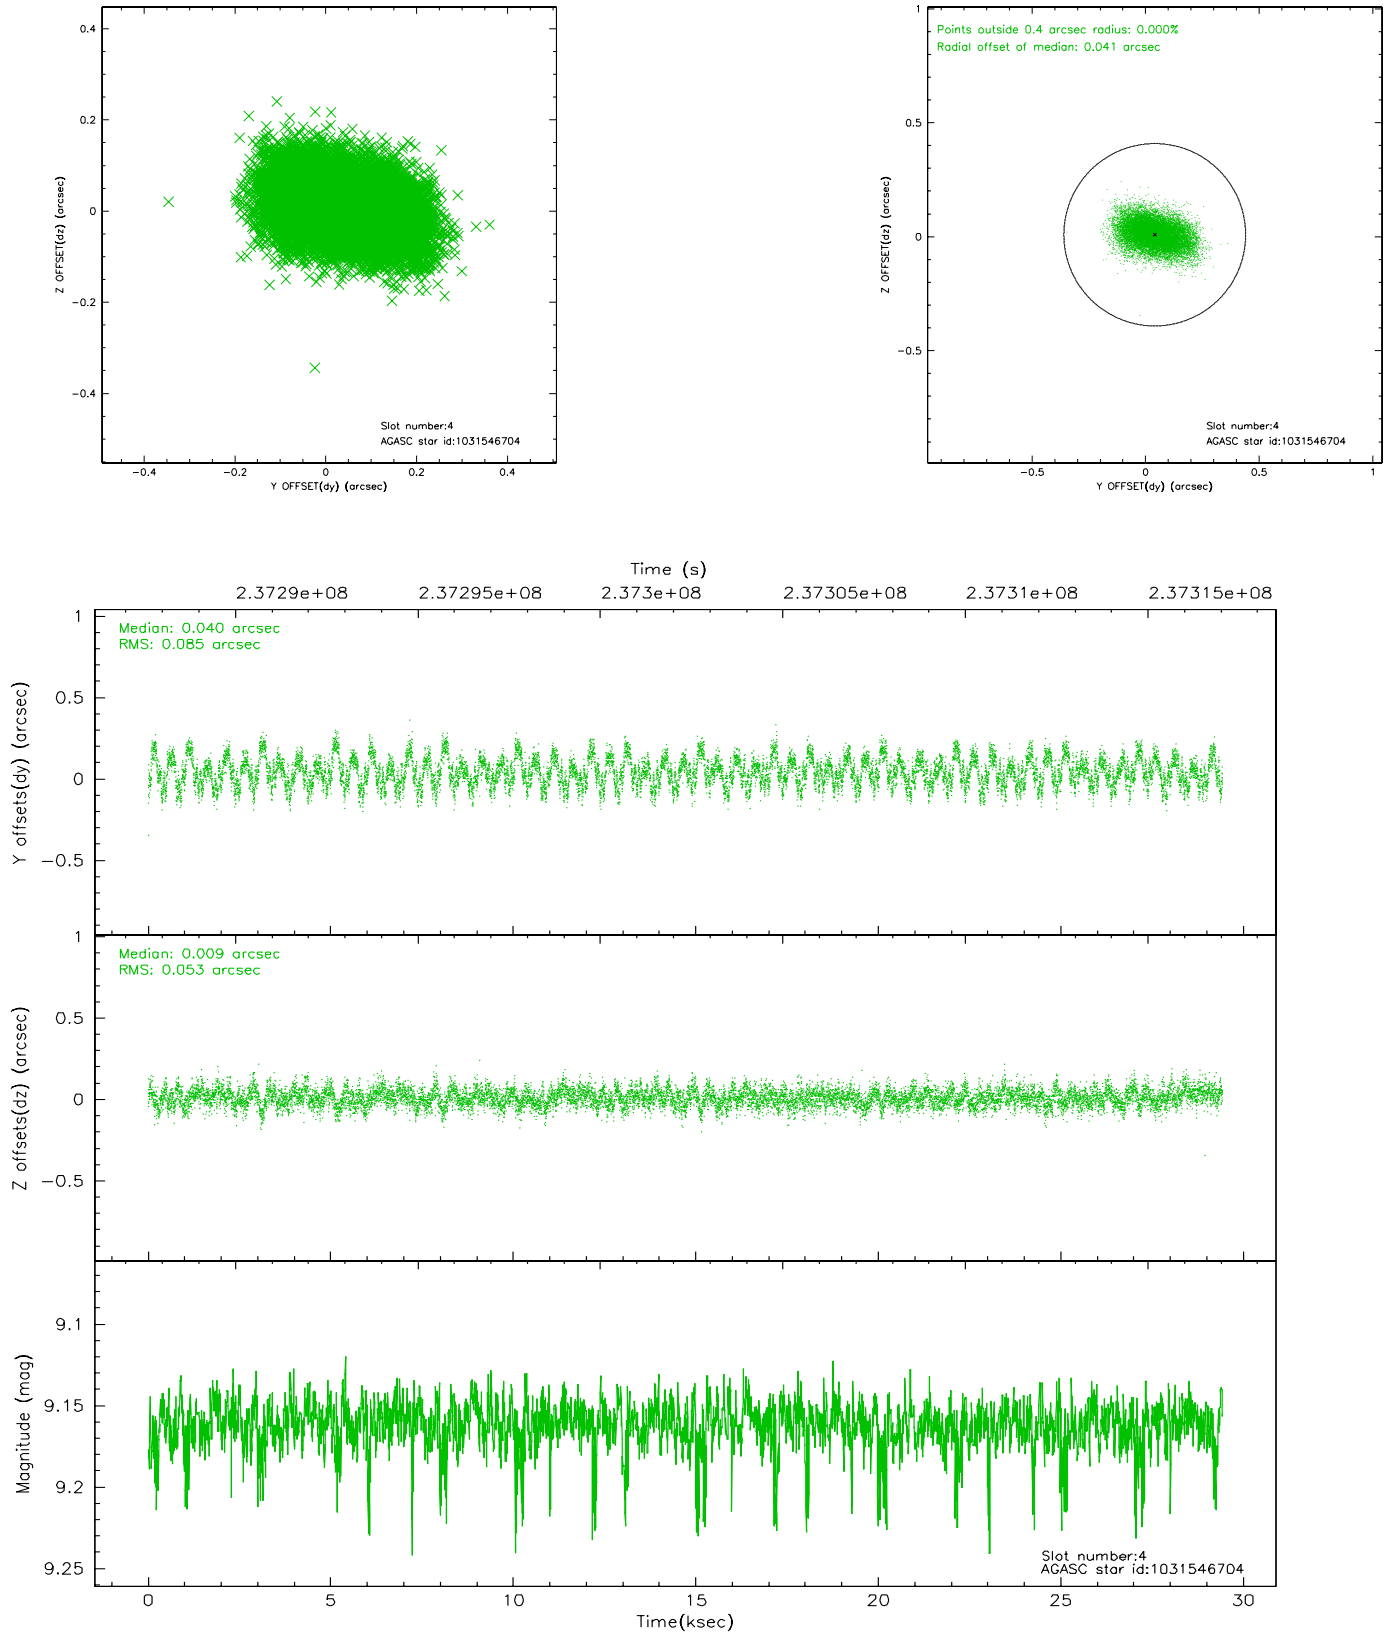 0.4
0.2
0
−0.2
−0.4
Z OFFSET(dz) (arcsec)
Slot number:4
AGASC star id:1031546704
−0.4 −0.2 0 0.2 0.4
Y OFFSET(dy) (arcsec)
Points outside 0.4 arcsec radius: 0.000%
Radial offset of median: 0.041 arcsec
1
0.5
0
−0.5
Z OFFSET(dz) (arcsec)
Slot number:4
AGASC star id:1031546704
−0.5 0 0.5 1
Y OFFSET(dy) (arcsec)
Time (s)
2.3729e+08 2.37295e+08 2.373e+08 2.37305e+08 2.3731e+08 2.37315e+08
Median: 0.040 arcsec
RMS: 0.085 arcsec
1
0.5
0
−0.5
Y offsets(dy) (arcsec)
Median: 0.009 arcsec
RMS: 0.053 arcsec
1
0.5
0
−0.5
Z offsets(dz) (arcsec)
9.1
9.15
9.2
9.25
Magnitude (mag)
Slot number:4
AGASC star id:1031546704
0 5 10 15 20 25 30
Time(ksec)